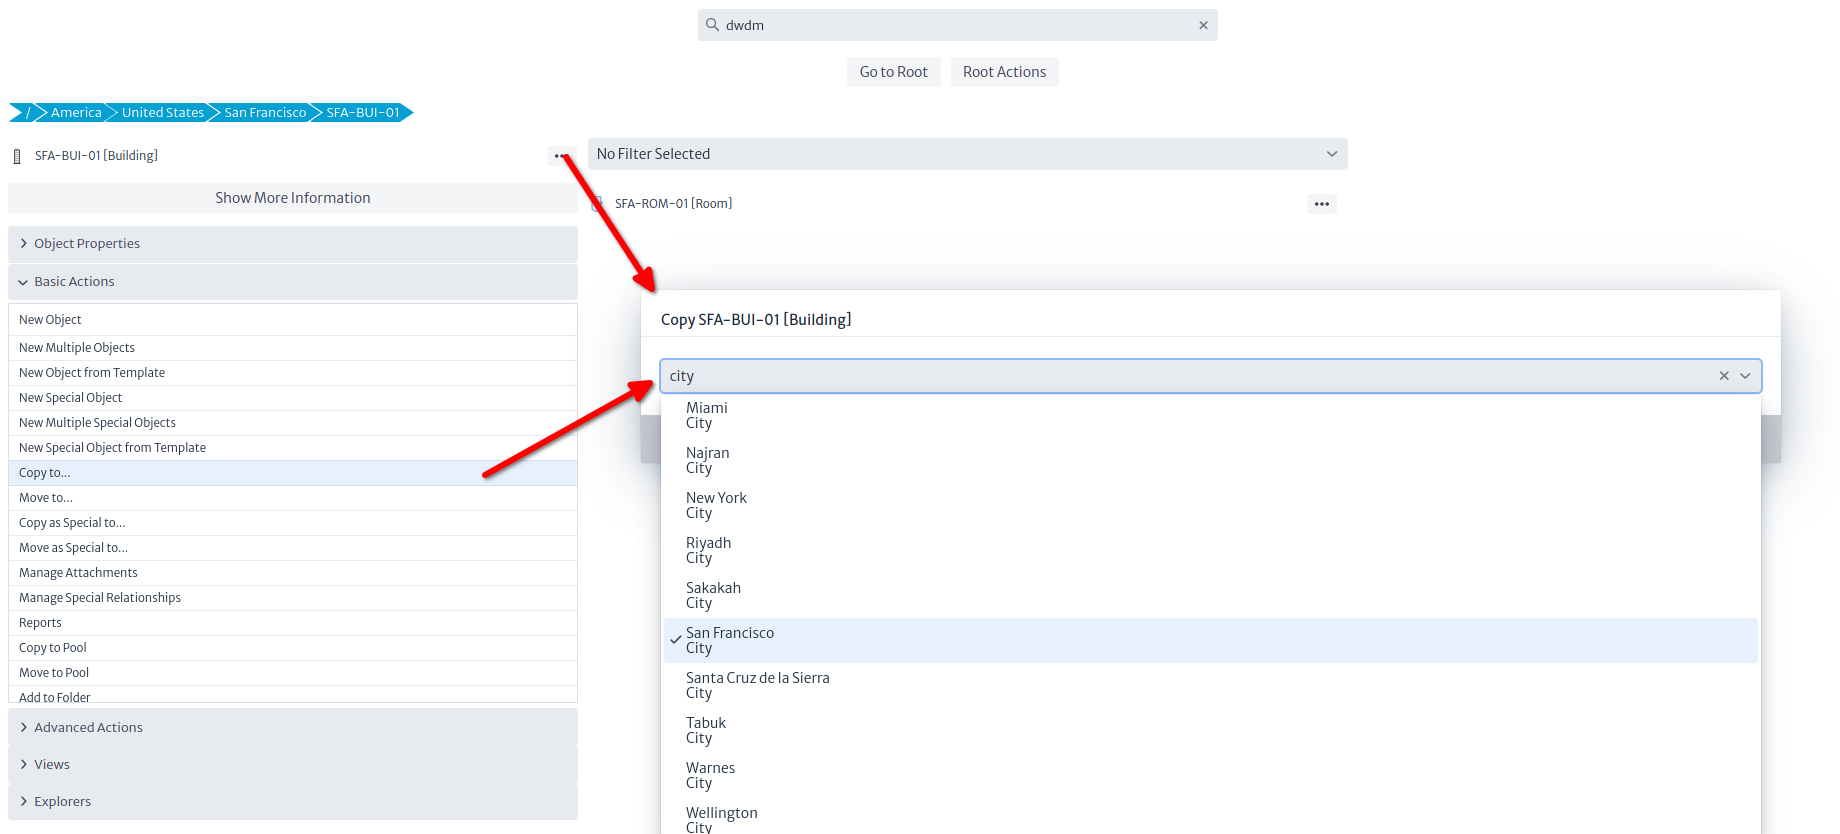 dwdm
Go to Root
Root Actions
/ America United States San Francisco SFA-BUI-01
SFA-BUI-01 [Building]
Show More Information
Object Properties
Basic Actions
New Object
New Multiple Objects
New Object from Template
New Special Object
New Multiple Special Objects
New Special Object from Template
Copy to...
Move to...
Copy as Special to...
Move as Special to...
Manage Attachments
Manage Special Relationships
Reports
Copy to Pool
Move to Pool
Add to Folder
Advanced Actions
Views
Explorers
No Filter Selected
SFA-ROM-01 [Room]
Copy SFA-BUI-01 [Building]
city
Miami
City
Najran
City
New York
City
Riyadh
City
Sakakah
City
San Francisco
City
Santa Cruz de la Sierra
City
Tabuk
City
Warnes
City
Wellington
City